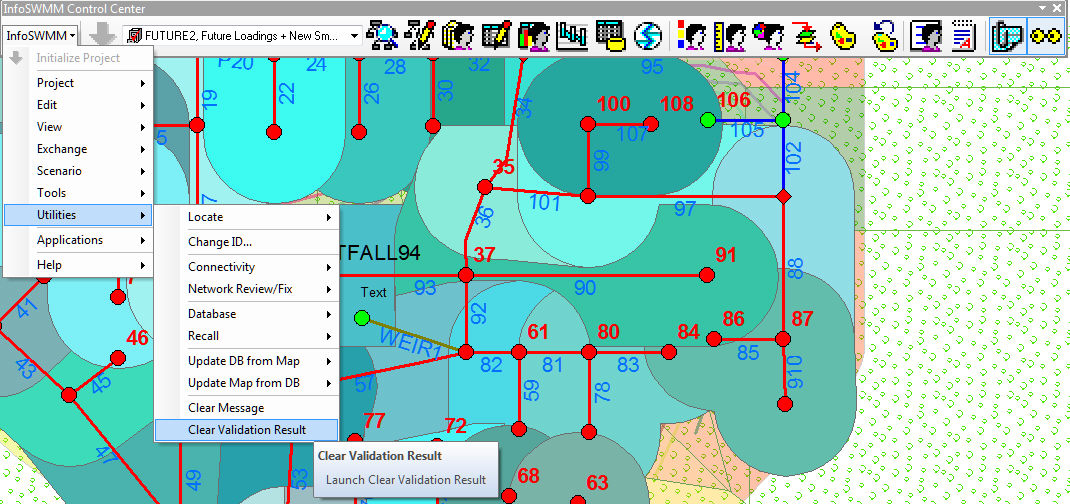 InfoSWMM Control Center
InfoSWMM
FUTURE2, Future Loadings + New Sm...
Initialize Project
Project
Edit
View
Exchange
Scenario
Tools
Utilities
Applications
Help
Locate
Change ID...
Connectivity
Network Review/Fix
Database
Recall
Update DB from Map
Update Map from DB
Clear Message
Clear Validation Result
Clear Validation Result
Launch Clear Validation Result
P20
24
28
32
95
104
19
22
26
30
34
100
108
106
107
105
99
102
35
36
101
97
TFALL94
37
91
93
90
88
Text
92
WEIR1
61
80
84
86
87
82
81
83
85
57
59
78
910
41
46
43
45
77
72
49
53
68
63